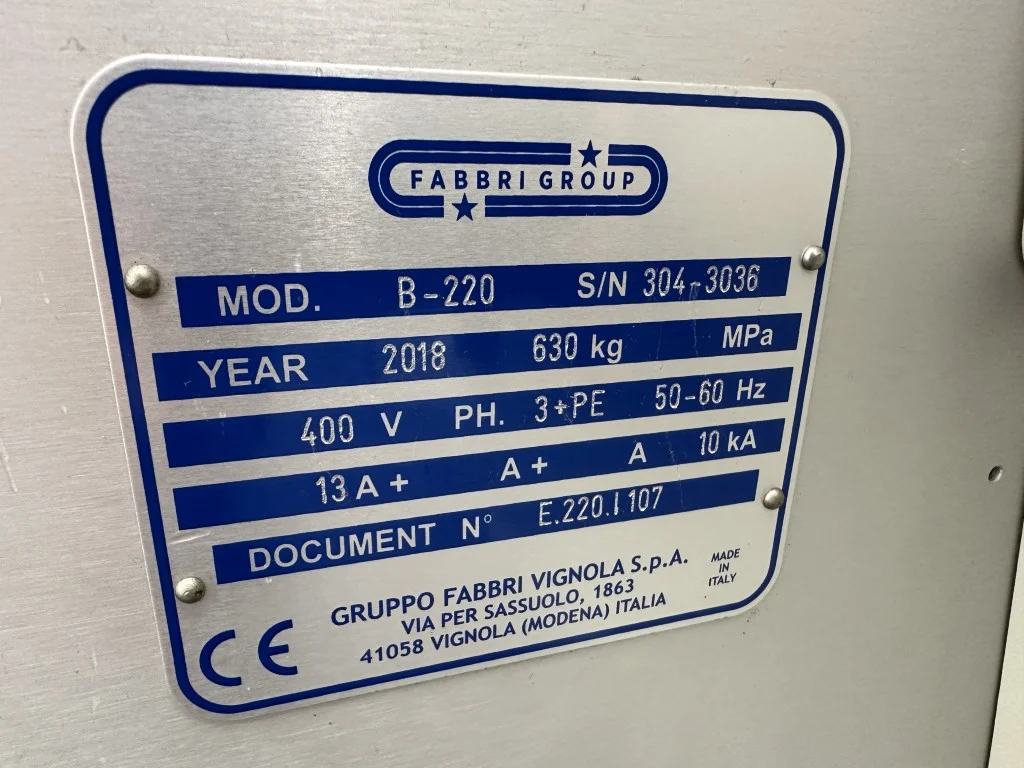 FABBRI GROUP
MOD. B-220 S/N 304-3036
YEAR 2018 630 kg MPa
400 V PH. 3+PE 50-60 Hz
13 A + A + A 10 kA
DOCUMENT N° E.220.I107
GRUPPO FABBRI VIGNOLA S.p.A.
VIA PER SASSUOLO, 1863
41058 VIGNOLA (MODENA) ITALIA
MADE
IN
ITALY
CE